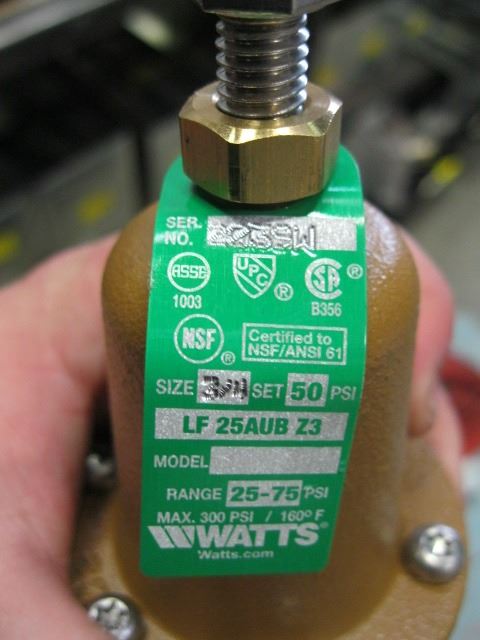 SER.
NO.
ASSE
1003
UPC ®
SA ®
B356
NSF ®
Certified to
NSF/ANSI 61
SIZE SET 50 PSI
LF 25AUB Z3
MODEL
RANGE 25-75 PSI
MAX. 300 PSI / 160° F
WATTS®
Watts.com